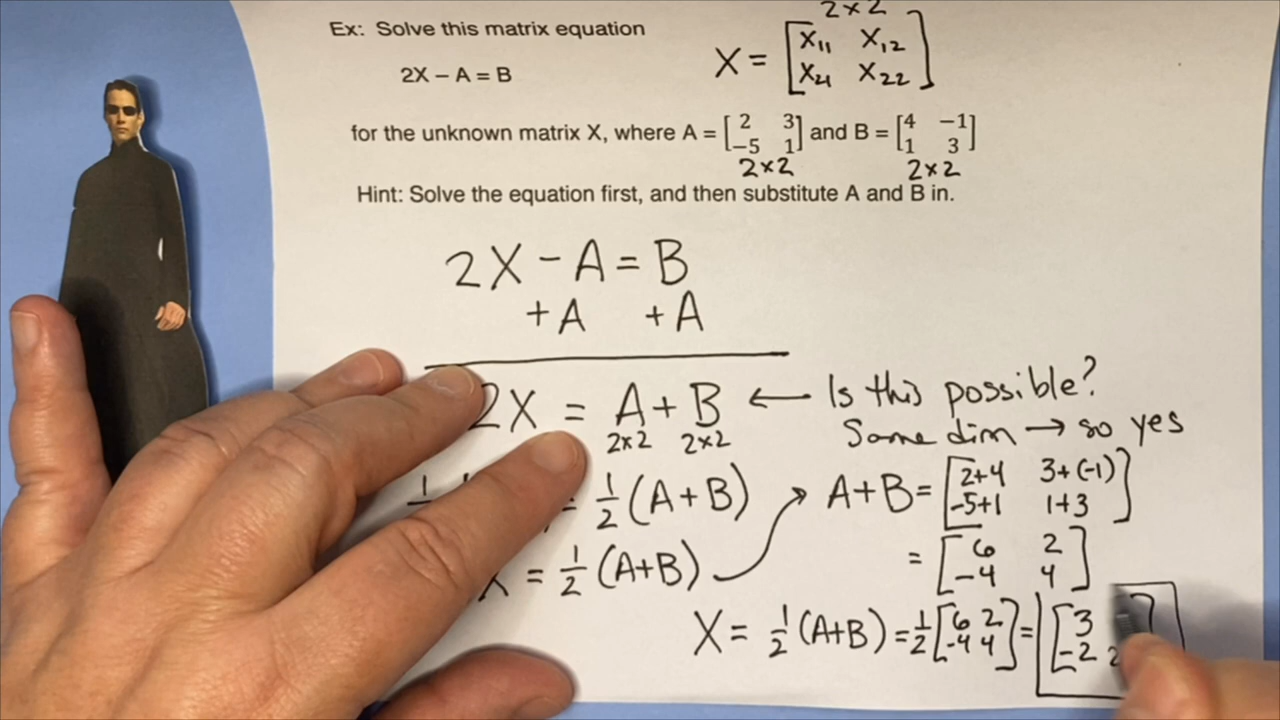 Ex: Solve this matrix equation
2X – A = B
2×2
X = [x11 x12
x21 x22]
for the unknown matrix X, where A = [2 3
−5 1] and B = [4 −1
1 3]
2×2 2×2
Hint: Solve the equation first, and then substitute A and B in.
2X − A = B
+A +A
2X = A + B ← Is this possible?
2×2 2×2 Same dim → so yes
= 1/2 (A + B) A+B = [2+4 3+(-1)
-5+1 1+3]
X = 1/2 (A+B) = [6 2
-4 4]
X = 1/2 (A+B) = 1/2 [6 2
-4 4] = [3
-2 2]